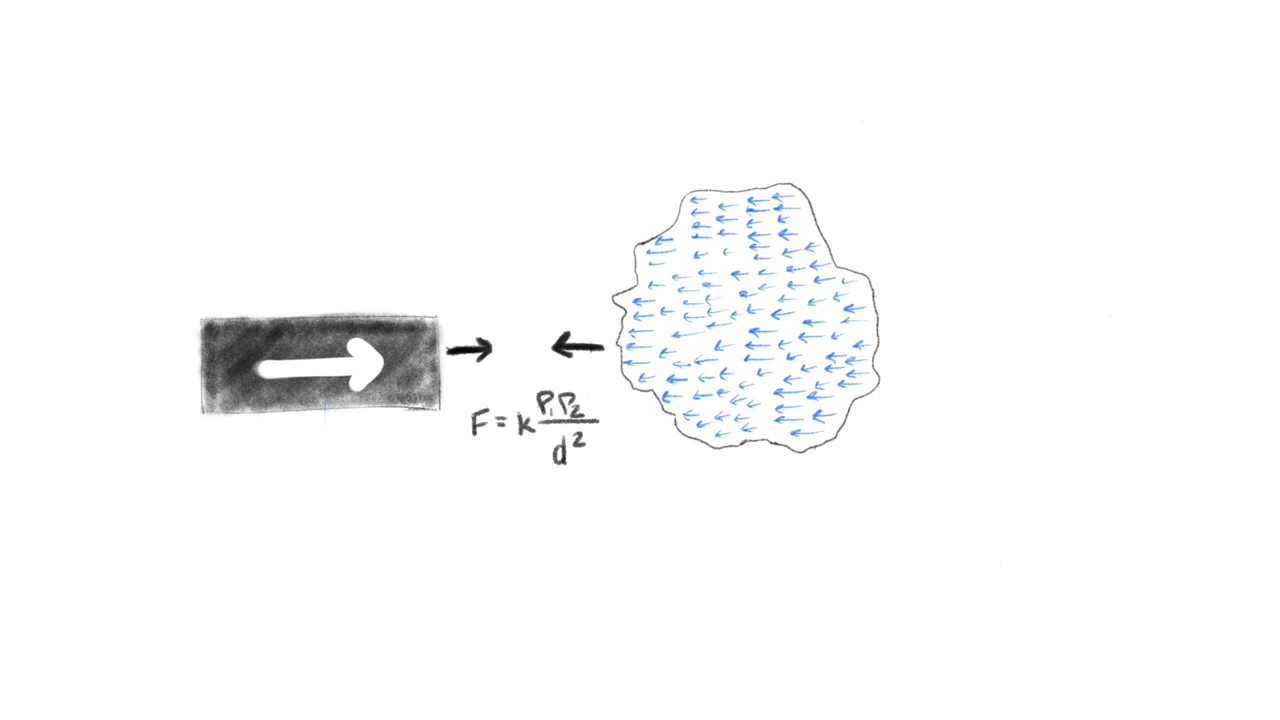 F = k P₁P₂ / d²